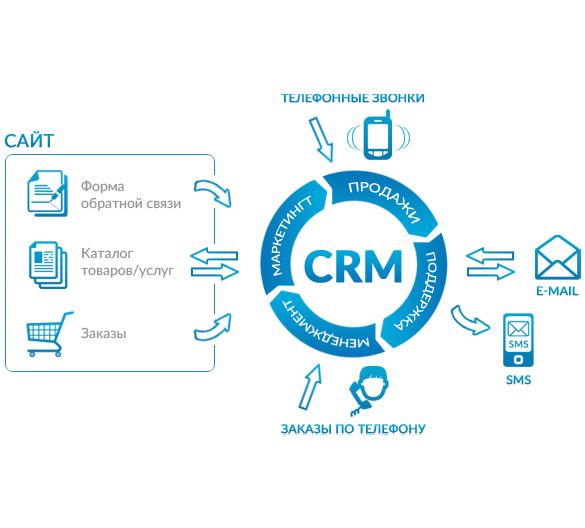 ТЕЛЕФОННЫЕ ЗВОНКИ
САЙТ
Форма
обратной связи
Каталог
товаров/услуг
Заказы
МАРКЕТИНГТ
ПРОДАЖИ
ПОДДЕРЖКА
МЕНЕДЖМЕНТ
CRM
E-MAIL
SMS
SMS
ЗАКАЗЫ ПО ТЕЛЕФОНУ